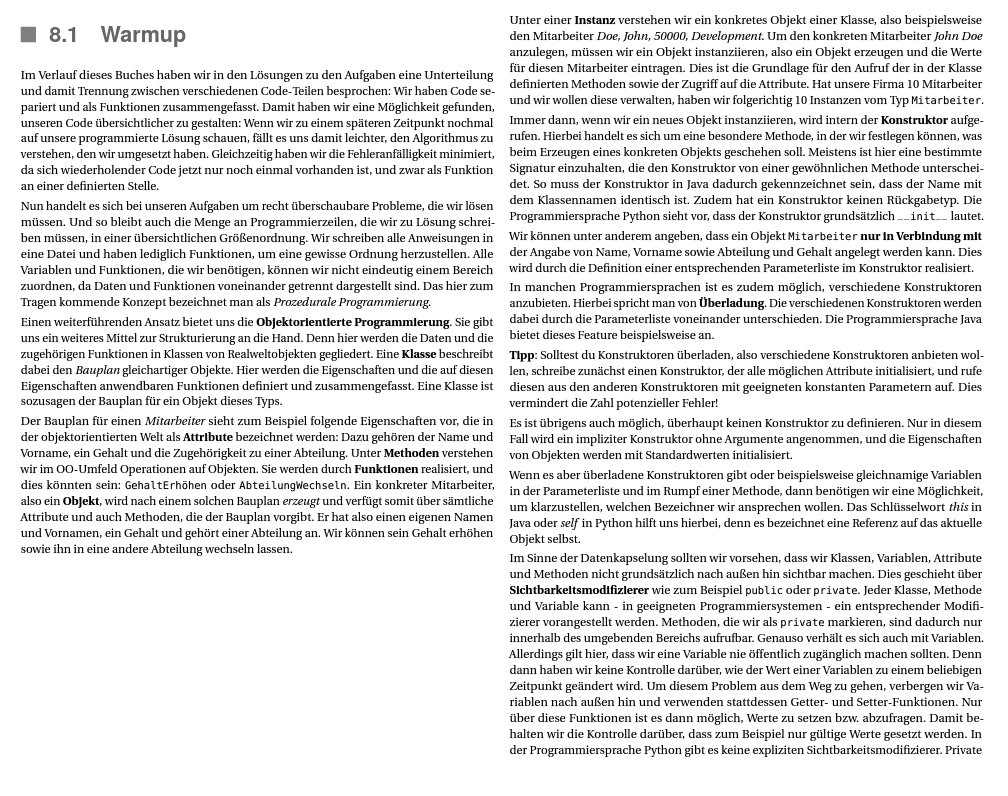 8.1 Warmup
Im Verlauf dieses Buches haben wir in den Lösungen zu den Aufgaben eine Unterteilung
und damit Trennung zwischen verschiedenen Code-Teilen besprochen: Wir haben Code se-
pariert und als Funktionen zusammengefasst. Damit haben wir eine Möglichkeit gefunden,
unseren Code übersichtlicher zu gestalten: Wenn wir zu einem späteren Zeitpunkt nochmal
auf unsere programmierte Lösung schauen, fällt es uns damit leichter, den Algorithmus zu
verstehen, den wir umgesetzt haben. Gleichzeitig haben wir die Fehleranfälligkeit minimiert,
da sich wiederholender Code jetzt nur noch einmal vorhanden ist, und zwar als Funktion
an einer definierten Stelle.
Nun handelt es sich bei unseren Aufgaben um recht überschaubare Probleme, die wir lösen
müssen. Und so bleibt auch die Menge an Programmierzeilen, die wir zu Lösung schrei-
ben müssen, in einer übersichtlichen Größenordnung. Wir schreiben alle Anweisungen in
eine Datei und haben lediglich Funktionen, um eine gewisse Ordnung herzustellen. Alle
Variablen und Funktionen, die wir benötigen, können wir nicht eindeutig einem Bereich
zuordnen, da Daten und Funktionen voneinander getrennt dargestellt sind. Das hier zum
Tragen kommende Konzept bezeichnet man als Prozedurale Programmierung.
Einen weiterführenden Ansatz bietet uns die Objektorientierte Programmierung. Sie gibt
uns ein weiteres Mittel zur Strukturierung an die Hand. Denn hier werden die Daten und die
zugehörigen Funktionen in Klassen von Realweltobjekten gegliedert. Eine Klasse beschreibt
dabei den Bauplan gleichartiger Objekte. Hier werden die Eigenschaften und die auf diesen
Eigenschaften anwendbaren Funktionen definiert und zusammengefasst. Eine Klasse ist
sozusagen der Bauplan für ein Objekt dieses Typs.
Der Bauplan für einen Mitarbeiter sieht zum Beispiel folgende Eigenschaften vor, die in
der objektorientierten Welt als Attribute bezeichnet werden: Dazu gehören der Name und
Vorname, ein Gehalt und die Zugehörigkeit zu einer Abteilung. Unter Methoden verstehen
wir im OO-Umfeld Operationen auf Objekten. Sie werden durch Funktionen realisiert, und
dies könnten sein: GehaltErhöhen oder AbteilungWechseln. Ein konkreter Mitarbeiter,
also ein Objekt, wird nach einem solchen Bauplan erzeugt und verfügt somit über sämtliche
Attribute und auch Methoden, die der Bauplan vorgibt. Er hat also einen eigenen Namen
und Vornamen, ein Gehalt und gehört einer Abteilung an. Wir können sein Gehalt erhöhen
sowie ihn in eine andere Abteilung wechseln lassen.
Unter einer Instanz verstehen wir ein konkretes Objekt einer Klasse, also beispielsweise
den Mitarbeiter Doe, John, 50000, Development. Um den konkreten Mitarbeiter John Doe
anzulegen, müssen wir ein Objekt instanziieren, also ein Objekt erzeugen und die Werte
für diesen Mitarbeiter eintragen. Dies ist die Grundlage für den Aufruf der in der Klasse
definierten Methoden sowie der Zugriff auf die Attribute. Hat unsere Firma 10 Mitarbeiter
und wir wollen diese verwalten, haben wir folgerichtig 10 Instanzen vom Typ Mitarbeiter.
Immer dann, wenn wir ein neues Objekt instanziieren, wird intern der Konstruktor aufge-
rufen. Hierbei handelt es sich um eine besondere Methode, in der wir festlegen können, was
beim Erzeugen eines konkreten Objekts geschehen soll. Meistens ist hier eine bestimmte
Signatur einzuhalten, die den Konstruktor von einer gewöhnlichen Methode unterschei-
det. So muss der Konstruktor in Java dadurch gekennzeichnet sein, dass der Name mit
dem Klassennamen identisch ist. Zudem hat ein Konstruktor keinen Rückgabetyp. Die
Programmiersprache Python sieht vor, dass der Konstruktor grundsätzlich __init__ lautet.
Wir können unter anderem angeben, dass ein Objekt Mitarbeiter nur in Verbindung mit
der Angabe von Name, Vorname sowie Abteilung und Gehalt angelegt werden kann. Dies
wird durch die Definition einer entsprechenden Parameterliste im Konstruktor realisiert.
In manchen Programmiersprachen ist es zudem möglich, verschiedene Konstruktoren
anzubieten. Hierbei spricht man von Überladung. Die verschiedenen Konstruktoren werden
dabei durch die Parameterliste voneinander unterschieden. Die Programmiersprache Java
bietet dieses Feature beispielsweise an.
Tipp: Solltest du Konstruktoren überladen, also verschiedene Konstruktoren anbieten wol-
len, schreibe zunächst einen Konstruktor, der alle möglichen Attribute initialisiert, und rufe
diesen aus den anderen Konstruktoren mit geeigneten konstanten Parametern auf. Dies
vermindert die Zahl potenzieller Fehler!
Es ist übrigens auch möglich, überhaupt keinen Konstruktor zu definieren. Nur in diesem
Fall wird ein impliziter Konstruktor ohne Argumente angenommen, und die Eigenschaften
von Objekten werden mit Standardwerten initialisiert.
Wenn es aber überladene Konstruktoren gibt oder beispielsweise gleichnamige Variablen
in der Parameterliste und im Rumpf einer Methode, dann benötigen wir eine Möglichkeit,
um klarzustellen, welchen Bezeichner wir ansprechen wollen. Das Schlüsselwort this in
Java oder self in Python hilft uns hierbei, denn es bezeichnet eine Referenz auf das aktuelle
Objekt selbst.
Im Sinne der Datenkapselung sollten wir vorsehen, dass wir Klassen, Variablen, Attribute
und Methoden nicht grundsätzlich nach außen hin sichtbar machen. Dies geschieht über
Sichtbarkeitsmodifizierer wie zum Beispiel public oder private. Jeder Klasse, Methode
und Variable kann - in geeigneten Programmiersystemen - ein entsprechender Modifi-
zierer vorangestellt werden. Methoden, die wir als private markieren, sind dadurch nur
innerhalb des umgebenden Bereichs aufrufbar. Genauso verhält es sich auch mit Variablen.
Allerdings gilt hier, dass wir eine Variable nie öffentlich zugänglich machen sollten. Denn
dann haben wir keine Kontrolle darüber, wie der Wert einer Variablen zu einem beliebigen
Zeitpunkt geändert wird. Um diesem Problem aus dem Weg zu gehen, verbergen wir Va-
riablen nach außen hin und verwenden stattdessen Getter- und Setter-Funktionen. Nur
über diese Funktionen ist es dann möglich, Werte zu setzen bzw. abzufragen. Damit be-
halten wir die Kontrolle darüber, dass zum Beispiel nur gültige Werte gesetzt werden. In
der Programmiersprache Python gibt es keine expliziten Sichtbarkeitsmodifizierer. Private